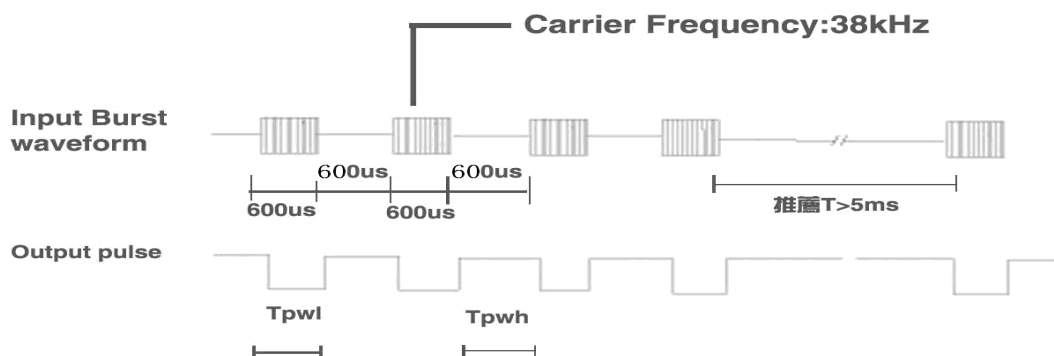 Carrier Frequency:38kHz
Input Burst
waveform
600us
600us
600us
600us
推薦T>5ms
Output pulse
Tpwl
Tpwh